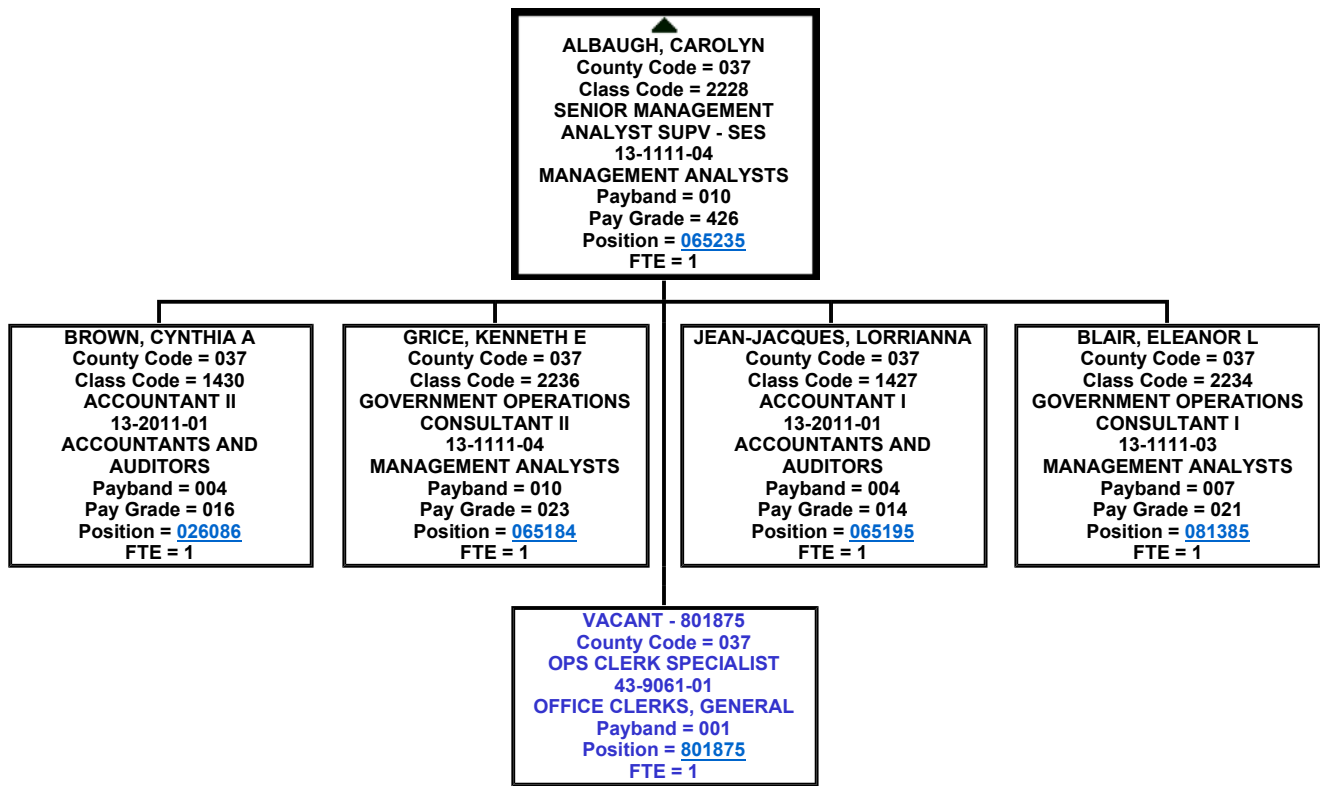 ALBAUGH, CAROLYN
County Code = 037
Class Code = 2228
SENIOR MANAGEMENT
ANALYST SUPV - SES
13-1111-04
MANAGEMENT ANALYSTS
Payband = 010
Pay Grade = 426
Position = 065235
FTE = 1
BROWN, CYNTHIA A
County Code = 037
Class Code = 1430
ACCOUNTANT II
13-2011-01
ACCOUNTANTS AND
AUDITORS
Payband = 004
Pay Grade = 016
Position = 026086
FTE = 1
GRICE, KENNETH E
County Code = 037
Class Code = 2236
GOVERNMENT OPERATIONS
CONSULTANT II
13-1111-04
MANAGEMENT ANALYSTS
Payband = 010
Pay Grade = 023
Position = 065184
FTE = 1
JEAN-JACQUES, LORRIANNA
County Code = 037
Class Code = 1427
ACCOUNTANT I
13-2011-01
ACCOUNTANTS AND
AUDITORS
Payband = 004
Pay Grade = 014
Position = 065195
FTE = 1
BLAIR, ELEANOR L
County Code = 037
Class Code = 2234
GOVERNMENT OPERATIONS
CONSULTANT I
13-1111-03
MANAGEMENT ANALYSTS
Payband = 007
Pay Grade = 021
Position = 081385
FTE = 1
VACANT - 801875
County Code = 037
OPS CLERK SPECIALIST
43-9061-01
OFFICE CLERKS, GENERAL
Payband = 001
Position = 801875
FTE = 1